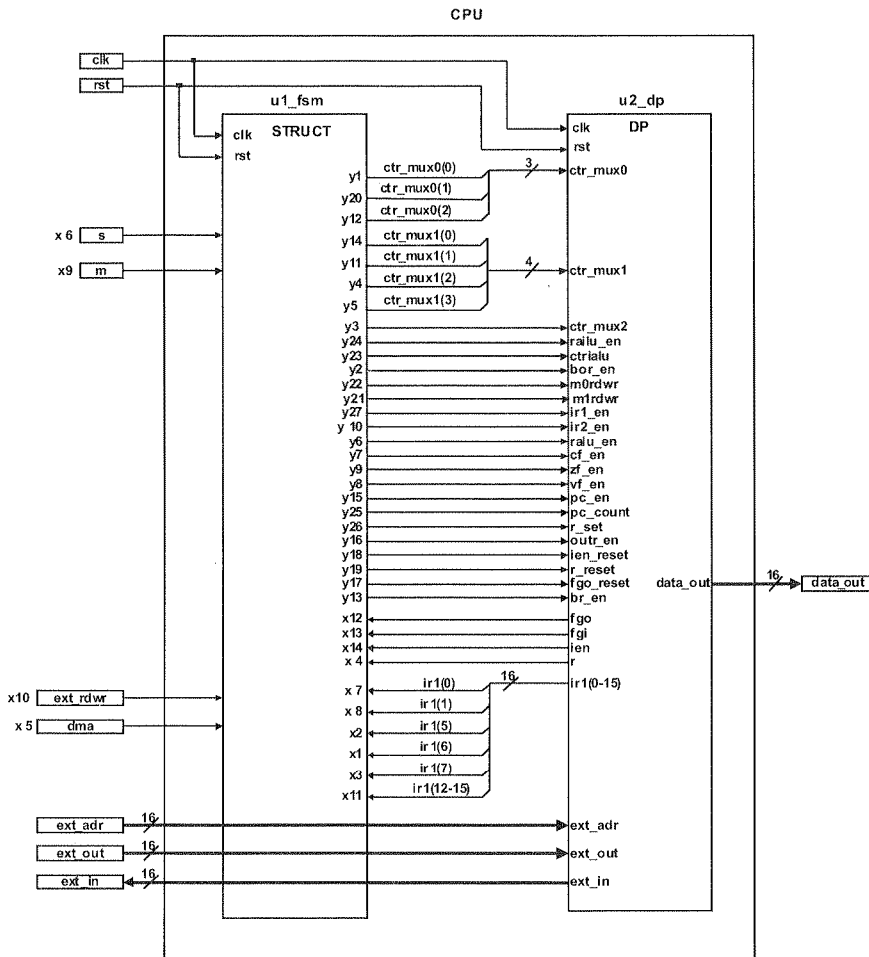 CPU
clk
rst
u1_fsm
u2_dp
clk STRUCT
rst
clk DP
rst
y1 ctr_mux0(0) 3 ctr_mux0
y20 ctr_mux0(1)
y12 ctr_mux0(2)
x 6 s
y14 ctr_mux1(0)
y11 ctr_mux1(1) 4 ctr_mux1
x9 m
y4 ctr_mux1(2)
y5 ctr_mux1(3)
y3 ctr_mux2
y24 railu_en
y23 ctrialu
y2 bor_en
y22 m0rdwr
y21 m1rdwr
y27 ir1_en
y 10 ir2_en
y6 ralu_en
y7 cf_en
y9 zf_en
y8 vf_en
y15 pc_en
y25 pc_count
y26 r_set
y16 outr_en
y18 ien_reset
y19 r_reset
y17 fgo_reset data_out 16 data_out
y13 br_en
x12 fgo
x13 fgi
x14 ien
x 4 r
x10 ext_rdwr
x 7 ir1(0) 16 ir1(0-15)
x 8 ir1(1)
x 5 dma
x2 ir1(5)
x1 ir1(6)
x3 ir1(7)
x11 ir1(12-15)
ext_adr 16 ext_adr
ext_out 16 ext_out
ext_in 16 ext_in